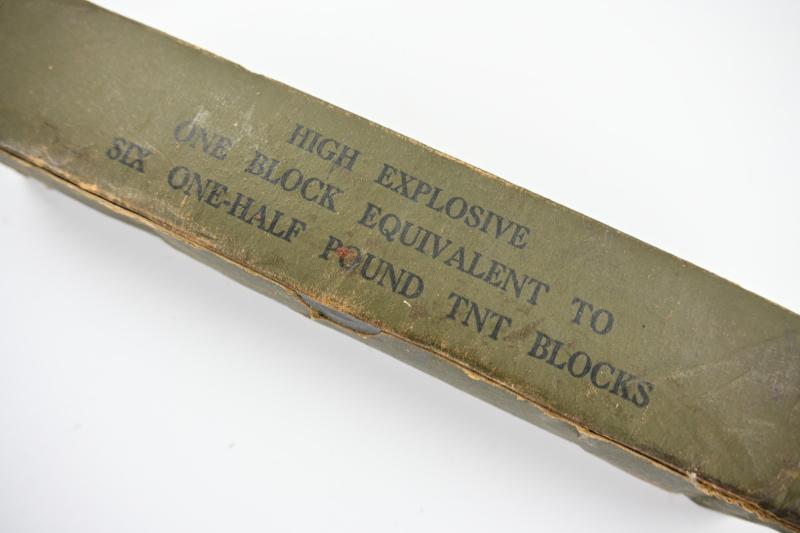 HIGH EXPLOSIVE
ONE BLOCK EQUIVALENT TO
SIX ONE-HALF POUND TNT BLOCKS